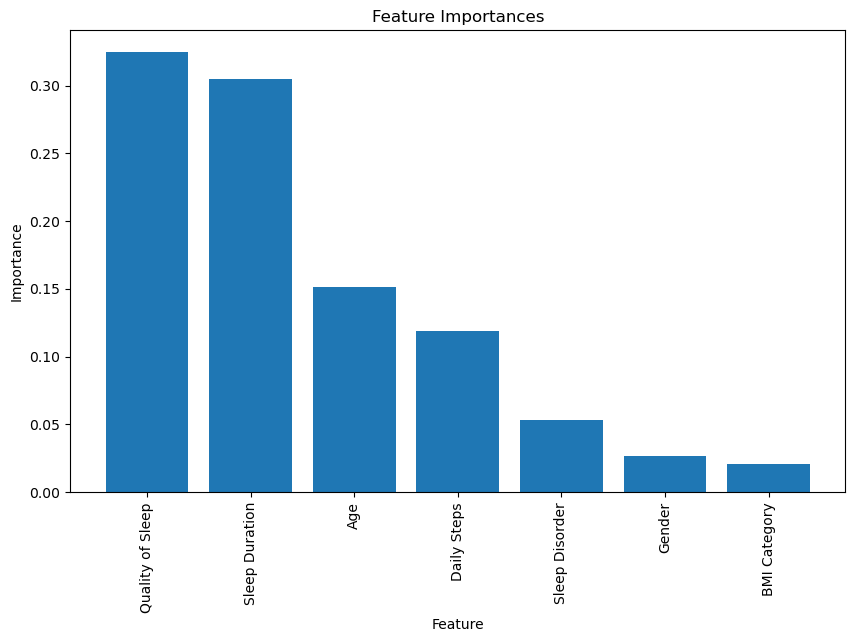 Feature Importances
Importance
0.30
0.25
0.20
0.15
0.10
0.05
0.00
Quality of Sleep
Sleep Duration
Age
Daily Steps
Sleep Disorder
Gender
BMI Category
Feature